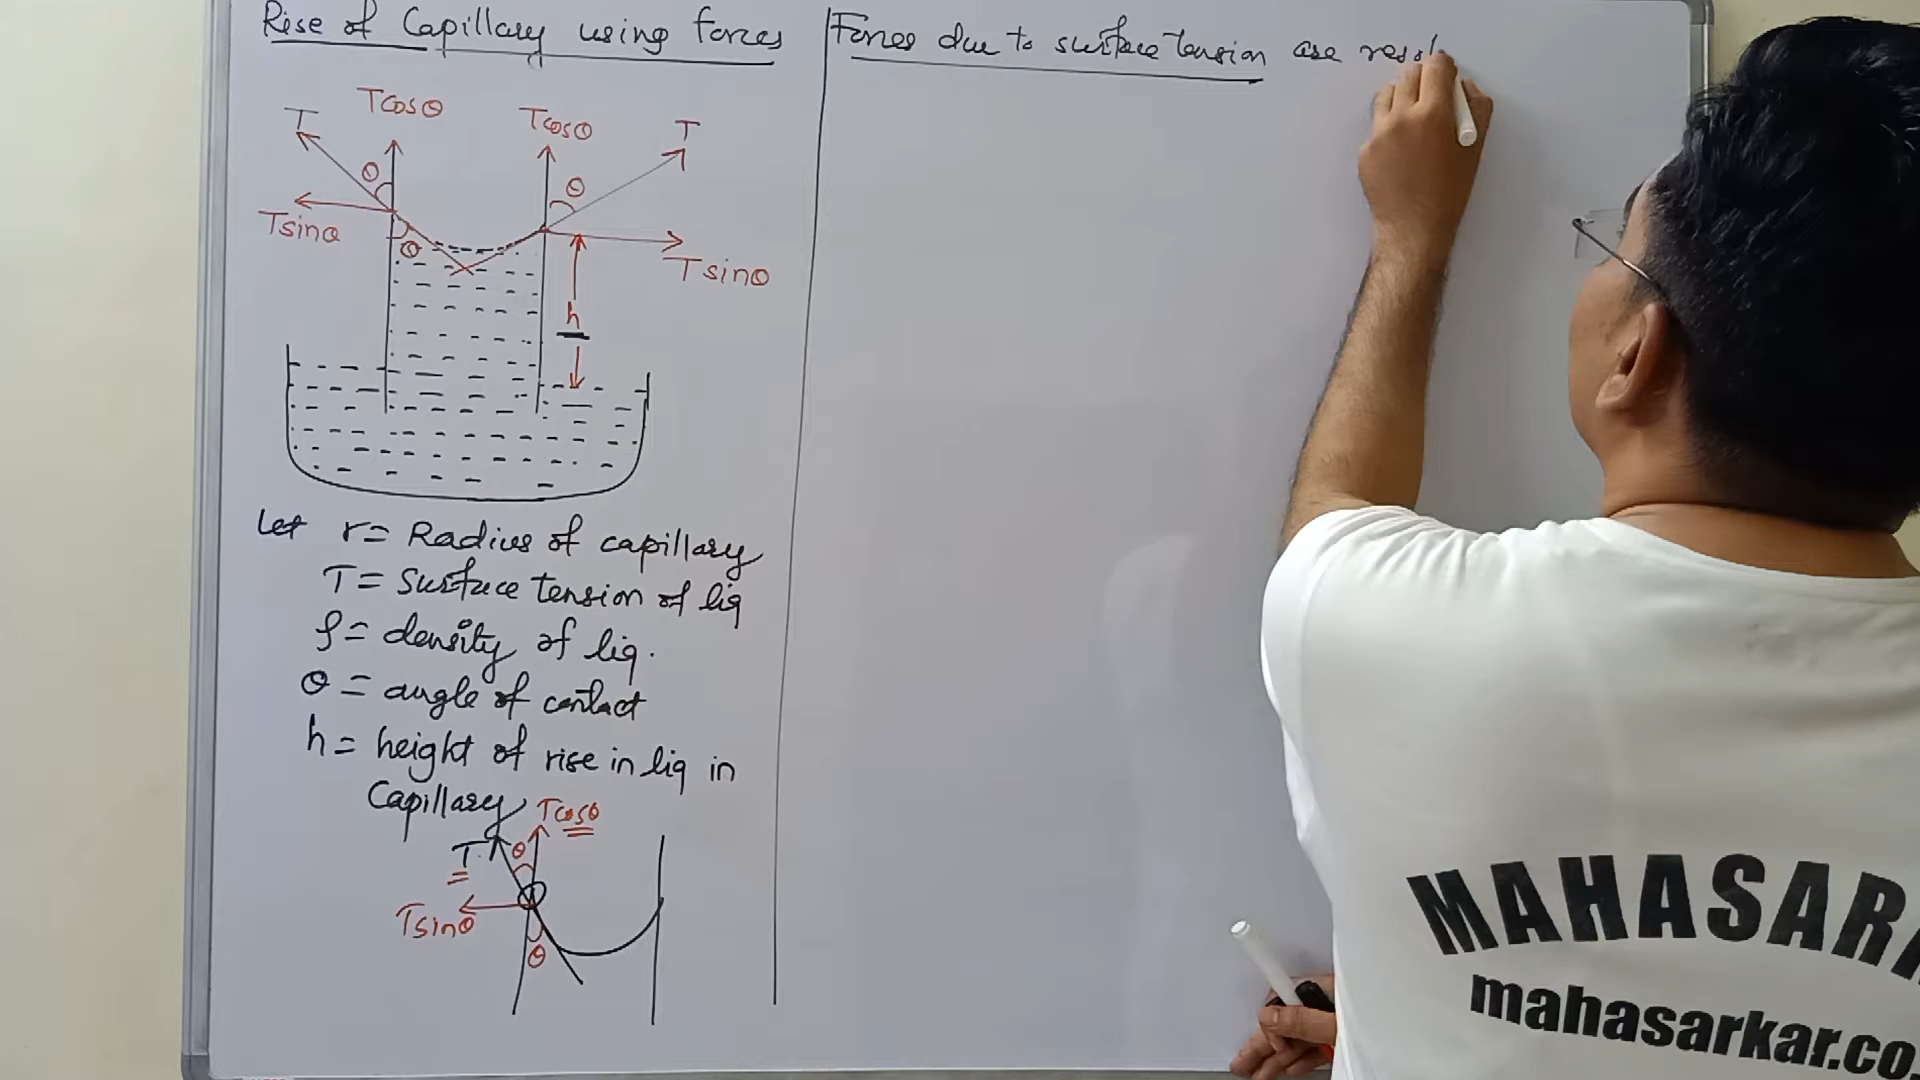 Rise of Capillary using forces
T
Tcosθ
Tcosθ
T
θ
θ
Tsinθ
θ
Tsinθ
h
Let r = Radius of capillary
T = Surface tension of liq
ρ = density of liq.
θ = angle of contact
h = height of rise in liq in
Capillary
Tcosθ
T
θ
Tsinθ
θ
Forces due to surface tension are resol
MAHASAR
mahasarkar.co